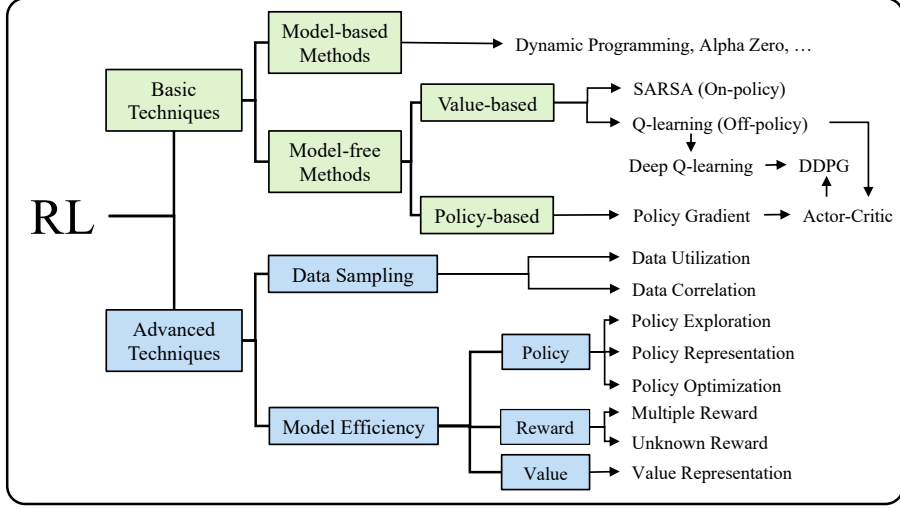 RL
Basic
Techniques
Model-based
Methods
Dynamic Programming, Alpha Zero, …
Model-free
Methods
Value-based
SARSA (On-policy)
Q-learning (Off-policy)
Deep Q-learning
DDPG
Policy-based
Policy Gradient
Actor-Critic
Advanced
Techniques
Data Sampling
Data Utilization
Data Correlation
Model Efficiency
Policy
Policy Exploration
Policy Representation
Policy Optimization
Reward
Multiple Reward
Unknown Reward
Value
Value Representation